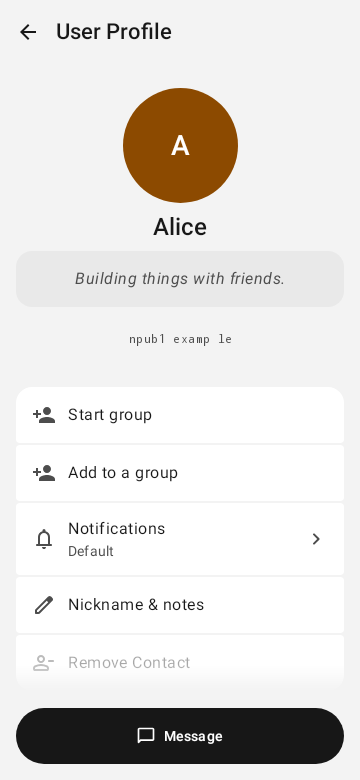 User Profile
A
Alice
Building things with friends.
npub1 examp le
Start group
Add to a group
Notifications
Default
Nickname & notes
Remove Contact
Message